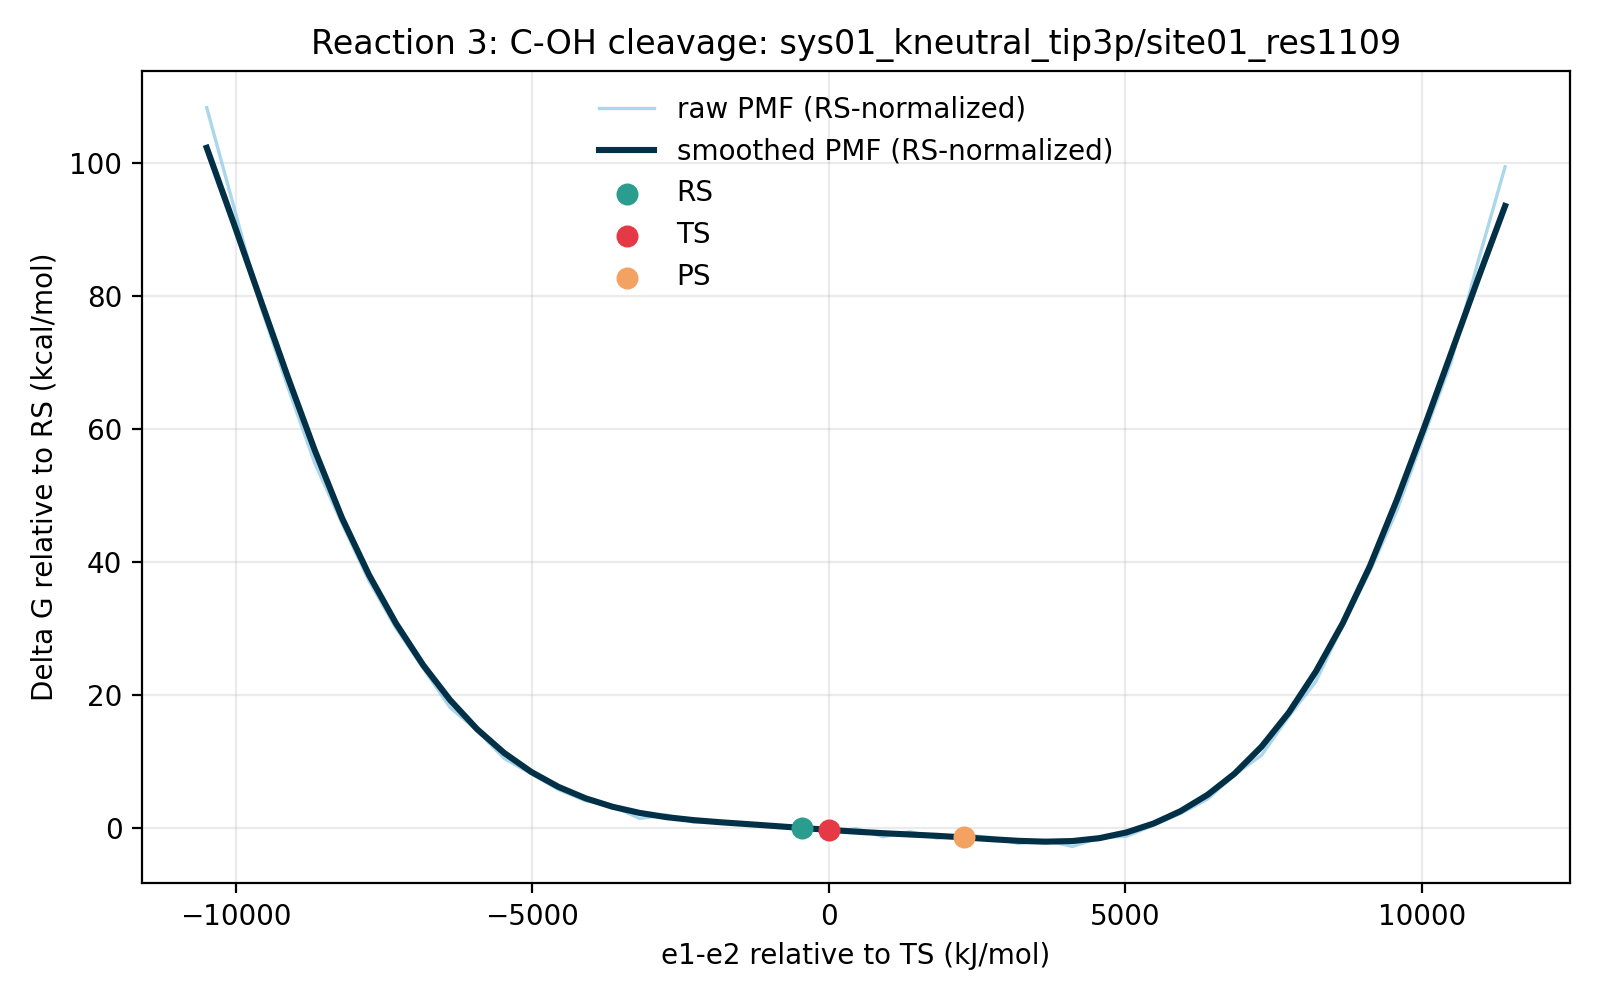 Reaction 3: C-OH cleavage: sys01_kneutral_tip3p/site01_res1109
raw PMF (RS-normalized)
smoothed PMF (RS-normalized)
RS
TS
PS
Delta G relative to RS (kcal/mol)
100
80
60
40
20
0
−10000
−5000
0
5000
10000
e1-e2 relative to TS (kJ/mol)